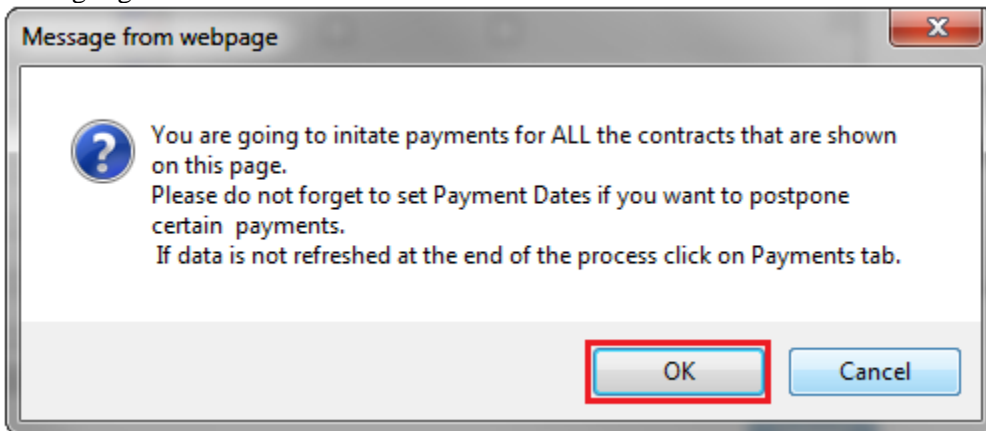 Message from webpage
You are going to initate payments for ALL the contracts that are shown
on this page.
Please do not forget to set Payment Dates if you want to postpone
certain  payments.
If data is not refreshed at the end of the process click on Payments tab.
OK Cancel